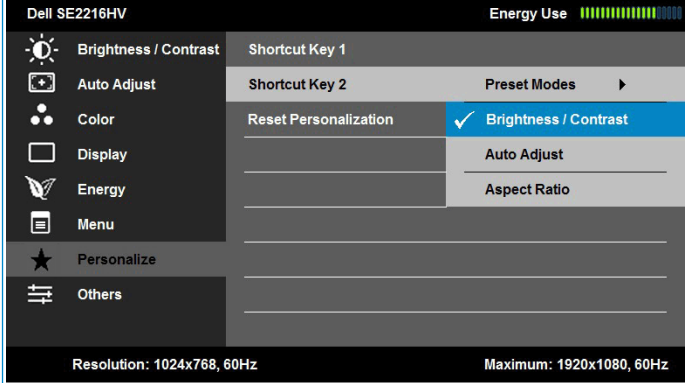 Dell SE2216HV Energy Use
Brightness / Contrast Shortcut Key 1
Auto Adjust Shortcut Key 2 Preset Modes
Color Reset Personalization Brightness / Contrast
Display Auto Adjust
Energy Aspect Ratio
Menu
Personalize
Others
Resolution: 1024x768, 60Hz Maximum: 1920x1080, 60Hz